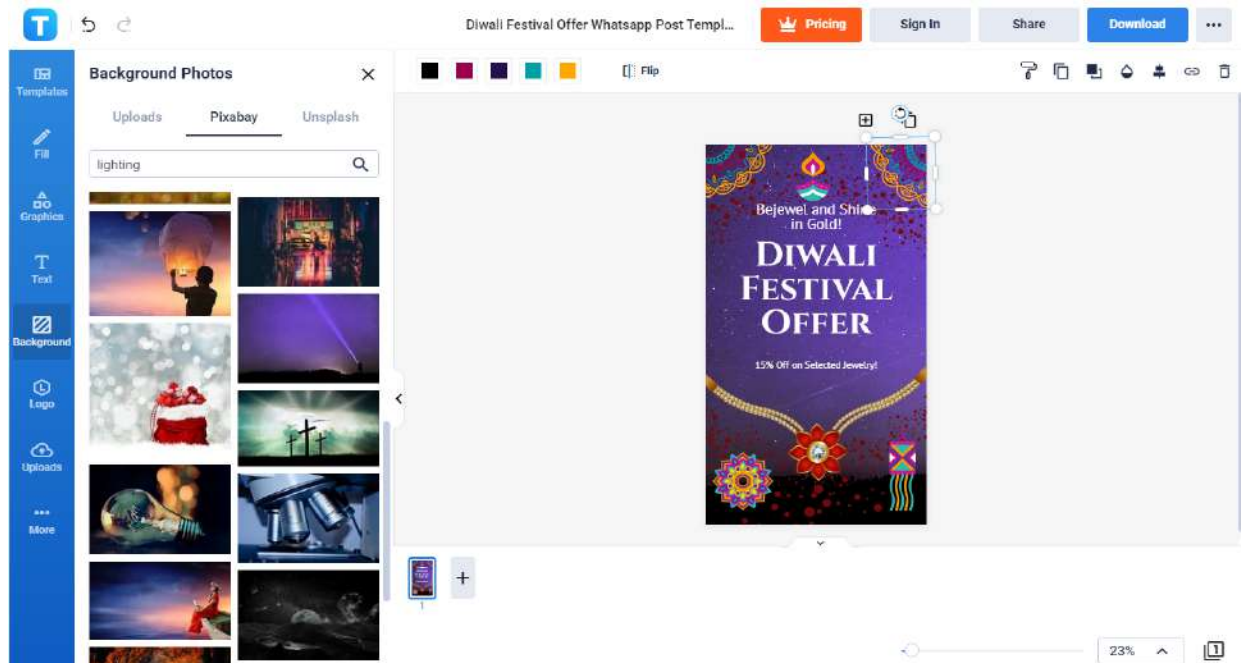 T
Diwali Festival Offer Whatsapp Post Templ...
Pricing
Sign In
Share
Download
Templates
Fill
Graphics
T
Text
Background
L
Logo
Uploads
More
Background Photos
Uploads
Pixabay
Unsplash
lighting
Flip
Bejewel and Shine
in Gold!
DIWALI
FESTIVAL
OFFER
15% Off on Selected Jewelry!
1
23%
1